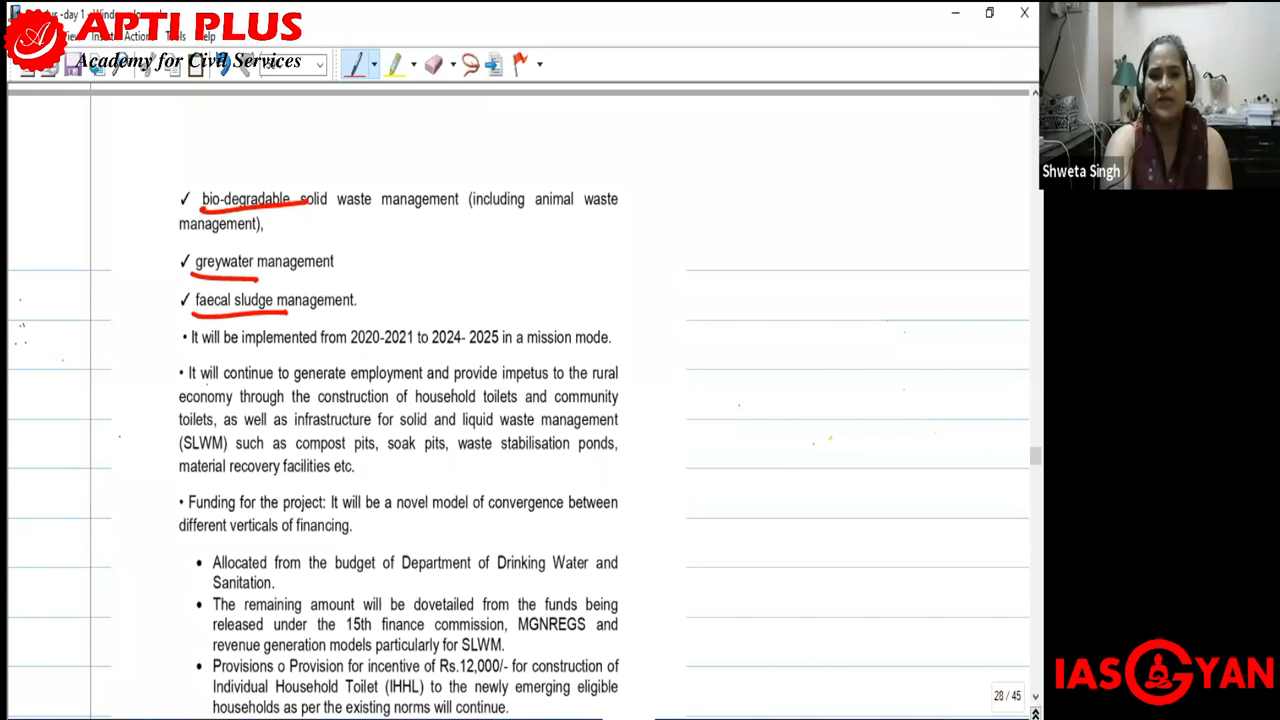 APTI PLUS
Academy for Civil Services
Shweta Singh
✓ bio-degradable solid waste management (including animal waste
management),
✓ greywater management
✓ faecal sludge management.
• It will be implemented from 2020-2021 to 2024- 2025 in a mission mode.
• It will continue to generate employment and provide impetus to the rural
economy through the construction of household toilets and community
toilets, as well as infrastructure for solid and liquid waste management
(SLWM) such as compost pits, soak pits, waste stabilisation ponds,
material recovery facilities etc.
• Funding for the project: It will be a novel model of convergence between
different verticals of financing.
• Allocated from the budget of Department of Drinking Water and
Sanitation.
• The remaining amount will be dovetailed from the funds being
released under the 15th finance commission, MGNREGS and
revenue generation models particularly for SLWM.
• Provisions o Provision for incentive of Rs.12,000/- for construction of
Individual Household Toilet (IHHL) to the newly emerging eligible
households as per the existing norms will continue.
28 / 45
IAS GYAN